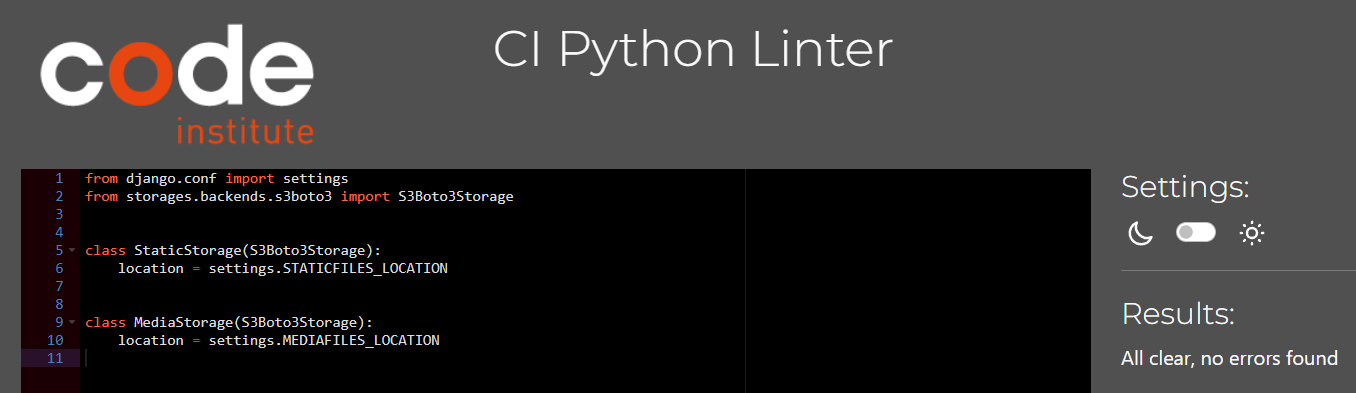 code
institute
CI Python Linter
1 from django.conf import settings
2 from storages.backends.s3boto3 import S3Boto3Storage
3
4
5 class StaticStorage(S3Boto3Storage):
6 location = settings.STATICFILES_LOCATION
7
8
9 class MediaStorage(S3Boto3Storage):
10 location = settings.MEDIAFILES_LOCATION
11
Settings:
Results:
All clear, no errors found